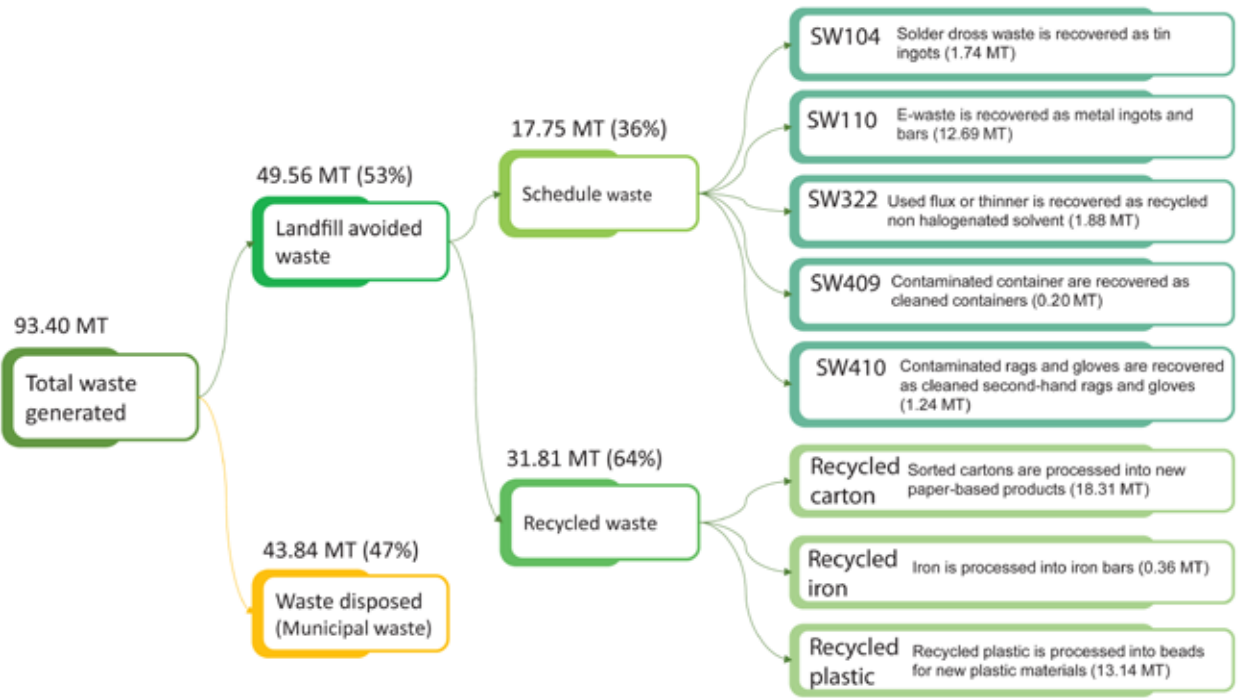 93.40 MT
Total waste
generated
49.56 MT (53%)
Landfill avoided
waste
43.84 MT (47%)
Waste disposed
(Municipal waste)
17.75 MT (36%)
Schedule waste
31.81 MT (64%)
Recycled waste
SW104 Solder dross waste is recovered as tin
ingots (1.74 MT)
SW110 E-waste is recovered as metal ingots and
bars (12.69 MT)
SW322 Used flux or thinner is recovered as recycled
non halogenated solvent (1.88 MT)
SW409 Contaminated container are recovered as
cleaned containers (0.20 MT)
SW410 Contaminated rags and gloves are recovered
as cleaned second-hand rags and gloves
(1.24 MT)
Recycled Sorted cartons are processed into new
carton paper-based products (18.31 MT)
Recycled Iron is processed into iron bars (0.36 MT)
iron
Recycled Recycled plastic is processed into beads
plastic for new plastic materials (13.14 MT)